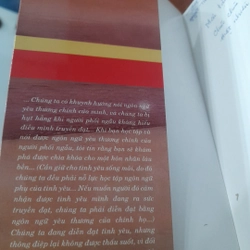 ... Chúng ta có khuynh hướng nói ngôn ngữ
yêu thương chính của mình, và chúng ta bị
hụt hẫng khi người phối ngẫu không hiểu
điều mình truyền đạt... Khi bạn học tập và
nói được ngôn ngữ yêu thương chính của
người phối ngẫu, tôi tin rằng bạn sẽ khám
phá được chìa khóa cho một hôn nhân lâu
bền... (Cần giữ cho tình yêu sống mãi, do đó
chúng ta đều phải nỗ lực học tập ngôn ngữ
phụ của tình yêu... Nếu muốn người đó cảm
nhận được tình yêu mình đang ra sức
truyền đạt, chúng ta phải diễn đạt bằng
ngôn ngữ yêu thương của chính họ...)
Chúng ta đang diễn đạt tình yêu, nhưng
thông điệp lại không được thấu suốt, vì đối